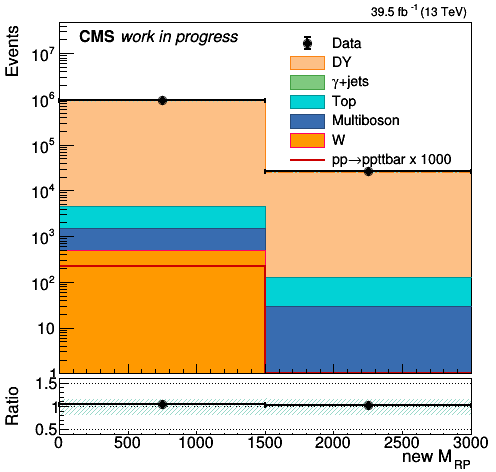 39.5 fb⁻¹ (13 TeV)
CMS work in progress
Events
10⁷
10⁶
10⁵
10⁴
10³
10²
10
1
Data
DY
γ+jets
Top
Multiboson
W
pp→ppttbar x 1000
Ratio
1.5
1
0.5
0 500 1000 1500 2000 2500 3000
new M_RP